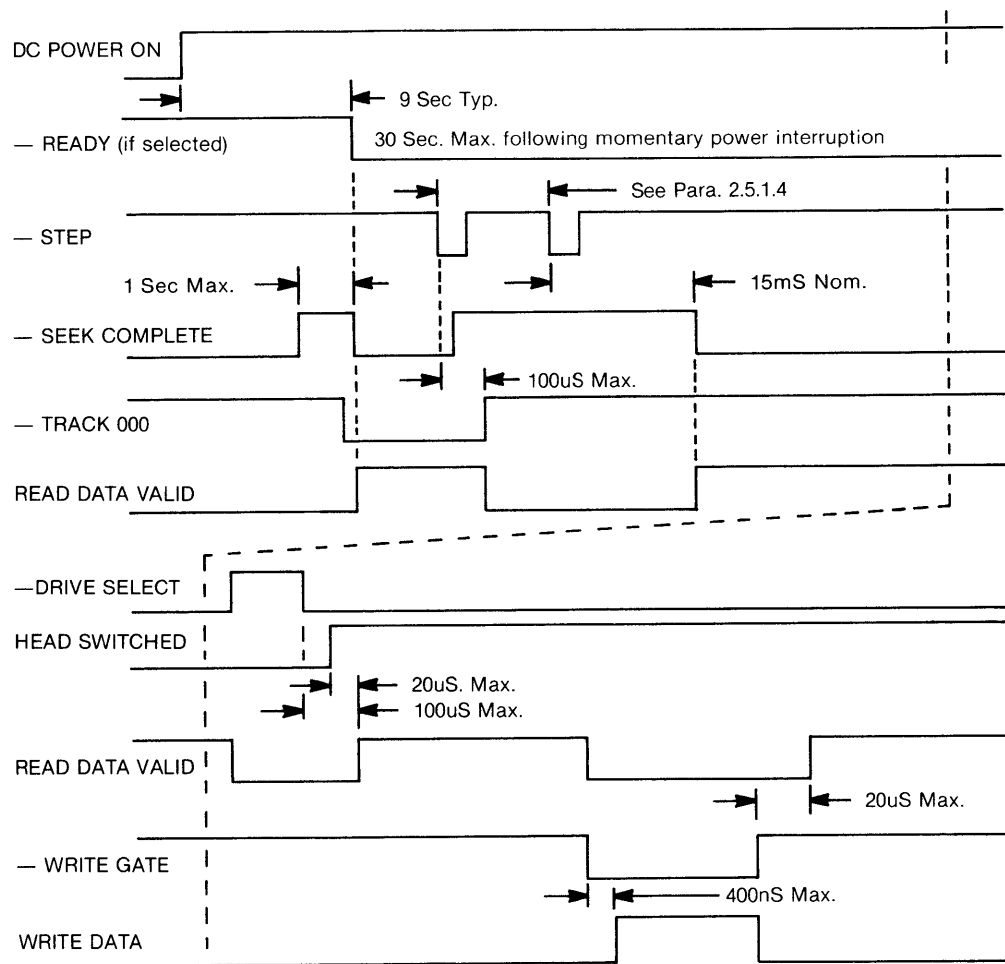 DC POWER ON
9 Sec Typ.
— READY (if selected)
30 Sec. Max. following momentary power interruption
See Para. 2.5.1.4
— STEP
1 Sec Max.
15mS Nom.
— SEEK COMPLETE
100uS Max.
— TRACK 000
READ DATA VALID
—DRIVE SELECT
HEAD SWITCHED
20uS. Max.
100uS Max.
READ DATA VALID
20uS Max.
— WRITE GATE
400nS Max.
WRITE DATA